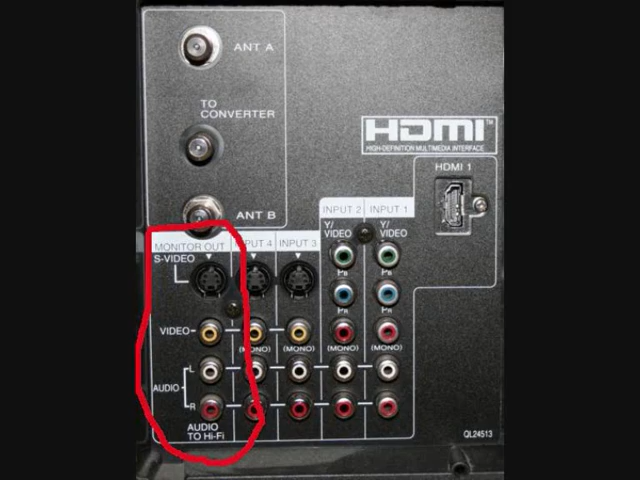 ANT A
TO
CONVERTER
HDMI™
HIGH-DEFINITION MULTIMEDIA INTERFACE
HDMI 1
ANT B
INPUT 2 INPUT 1
MONITOR OUT INPUT 4 INPUT 3
Y/
VIDEO
Y/
VIDEO
S-VIDEO
PB PB
PR PR
VIDEO
(MONO) (MONO) (MONO) (MONO)
L
AUDIO
R
AUDIO
TO Hi-Fi
QL24513